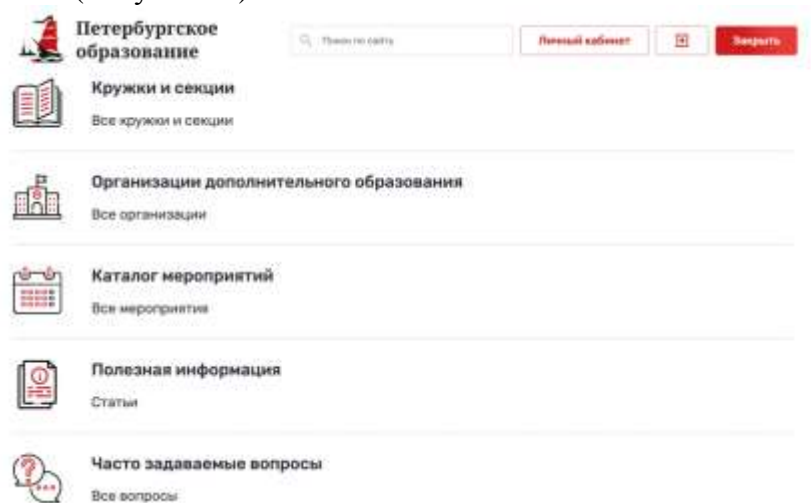 Петербургское
образование
Поиск по сайту
Личный кабинет
Закрыть
Кружки и секции
Все кружки и секции
Организации дополнительного образования
Все организации
Каталог мероприятий
Все мероприятия
Полезная информация
Статьи
Часто задаваемые вопросы
Все вопросы